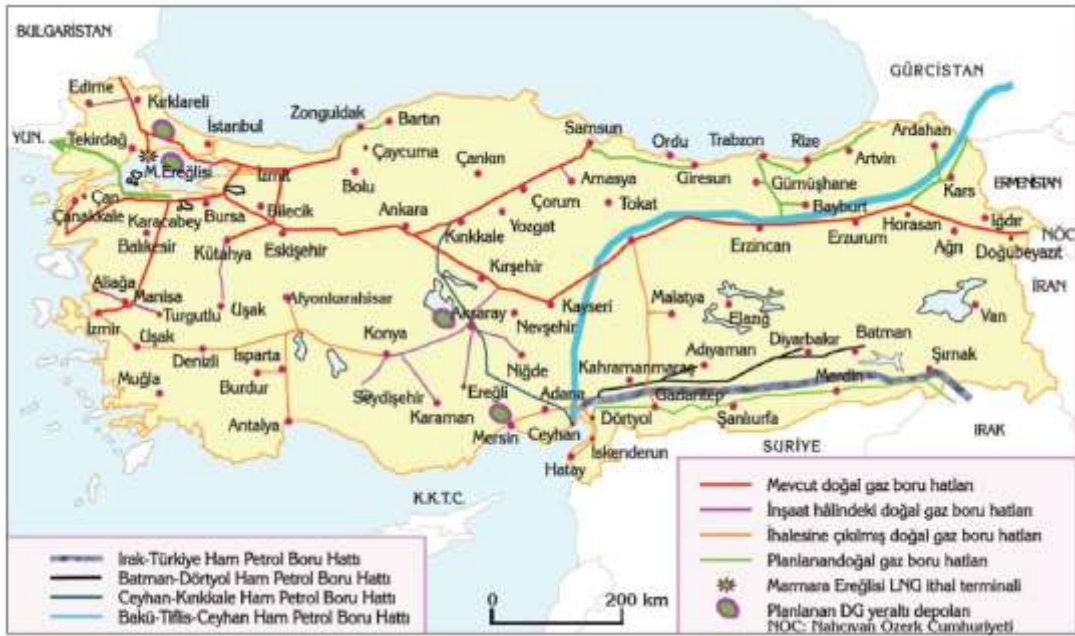 BULGARİSTAN
GÜRCİSTAN
Edirne
Kırklareli
Zonguldak
Bartın
YUN.
Tekirdağ
İstanbul
Samsun
Ordu
Trabzon
Rize
Ardahan
Çaycuma
Çankırı
Giresun
Artvin
M.Ereğlisi
İzmit
Bolu
Amasya
Gümüşhane
Kars
ERMENİSTAN
Çan
Çanakkale
Karacabey
Bursa
Bilecik
Ankara
Çorum
Tokat
Bayburt
Horasan
Iğdır
Yozgat
Balıkesir
Kütahya
Eskişehir
Kırıkkale
Erzincan
Erzurum
Ağrı
NÖC
Doğubeyazıt
Kırşehir
İRAN
Aliağa
Manisa
Turgutlu
Uşak
Afyonkarahisar
Aksaray
Nevşehir
Kayseri
Malatya
Elazığ
Van
İzmir
Uşak
Denizli
Isparta
Konya
Diyarbakır
Batman
Niğde
Adıyaman
Şırnak
Kahramanmaraş
Muğla
Burdur
Seydişehir
Ereğli
Adana
Mardin
Karaman
Gaziantep
Antalya
Mersin
Ceyhan
Dörtyol
Şanlıurfa
İskenderun
SURİYE
IRAK
Hatay
K.K.T.C.
Irak-Türkiye Ham Petrol Boru Hattı
Batman-Dörtyol Ham Petrol Boru Hattı
Ceyhan-Kırıkkale Ham Petrol Boru Hattı
Bakü-Tiflis-Ceyhan Ham Petrol Boru Hattı
0 200 km
Mevcut doğal gaz boru hatları
İnşaat hâlindeki doğal gaz boru hatları
İhalesine çıkılmış doğal gaz boru hatları
Planlanandoğal gaz boru hatları
Marmara Ereğlisi LNG ithal terminali
Planlanan DG yeraltı depoları
NÖC: Nahcıvan Özerk Cumhuriyeti